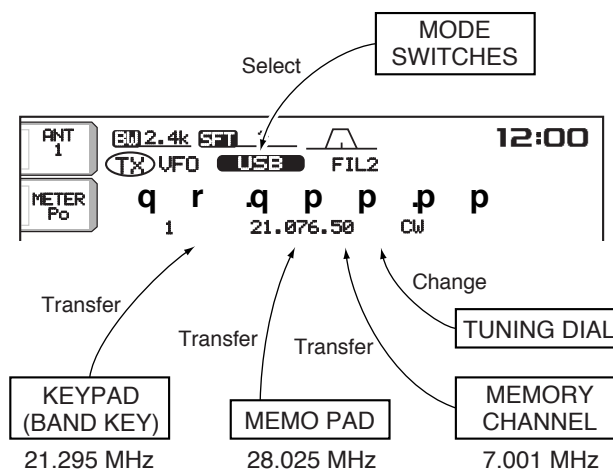 MODE
SWITCHES
Select
ANT
1
BW 2.4k SFT
12:00
TX VFO USB FIL2
METER
Po
q r .q p p .p p
1 21.076.50 CW
Transfer
Change
Transfer
Transfer
TUNING DIAL
KEYPAD
(BAND KEY)
MEMO PAD
MEMORY
CHANNEL
21.295 MHz
28.025 MHz
7.001 MHz